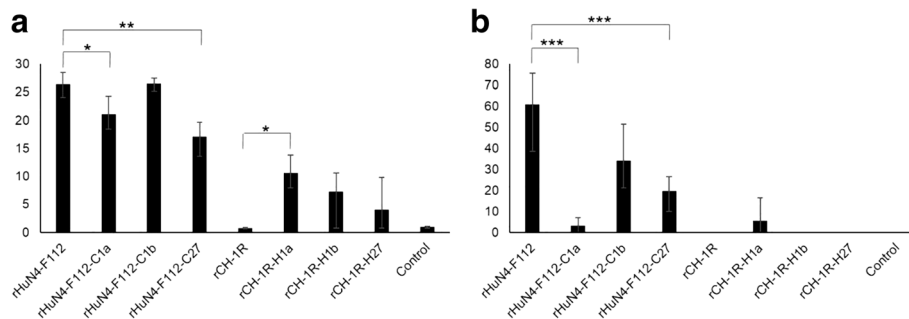 a
**
*
*
30
25
20
15
10
5
0
rHuN4-F112
rHuN4-F112-C1a
rHuN4-F112-C1b
rHuN4-F112-C27
rCH-1R
rCH-1R-H1a
rCH-1R-H1b
rCH-1R-H27
Control
b
***
***
80
70
60
50
40
30
20
10
0
rHuN4-F112
rHuN4-F112-C1a
rHuN4-F112-C1b
rHuN4-F112-C27
rCH-1R
rCH-1R-H1a
rCH-1R-H1b
rCH-1R-H27
Control